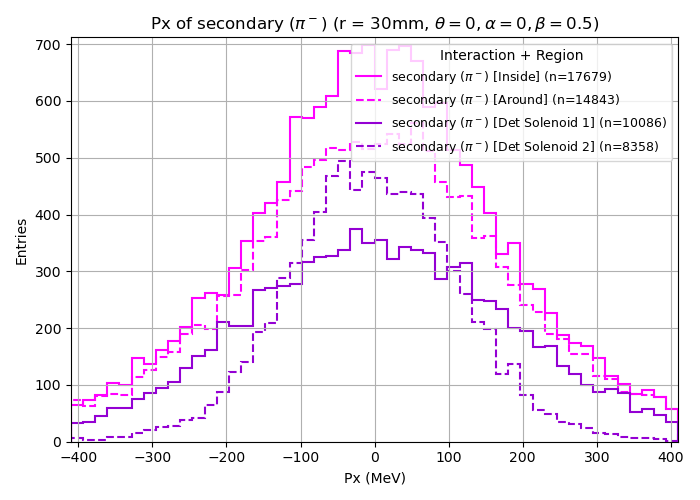 Px of secondary (π⁻) (r = 30mm, θ = 0, α = 0, β = 0.5)
Interaction + Region
secondary (π⁻) [Inside] (n=17679)
secondary (π⁻) [Around] (n=14843)
secondary (π⁻) [Det Solenoid 1] (n=10086)
secondary (π⁻) [Det Solenoid 2] (n=8358)
Entries
700
600
500
400
300
200
100
0
−400 −300 −200 −100 0 100 200 300 400
Px (MeV)